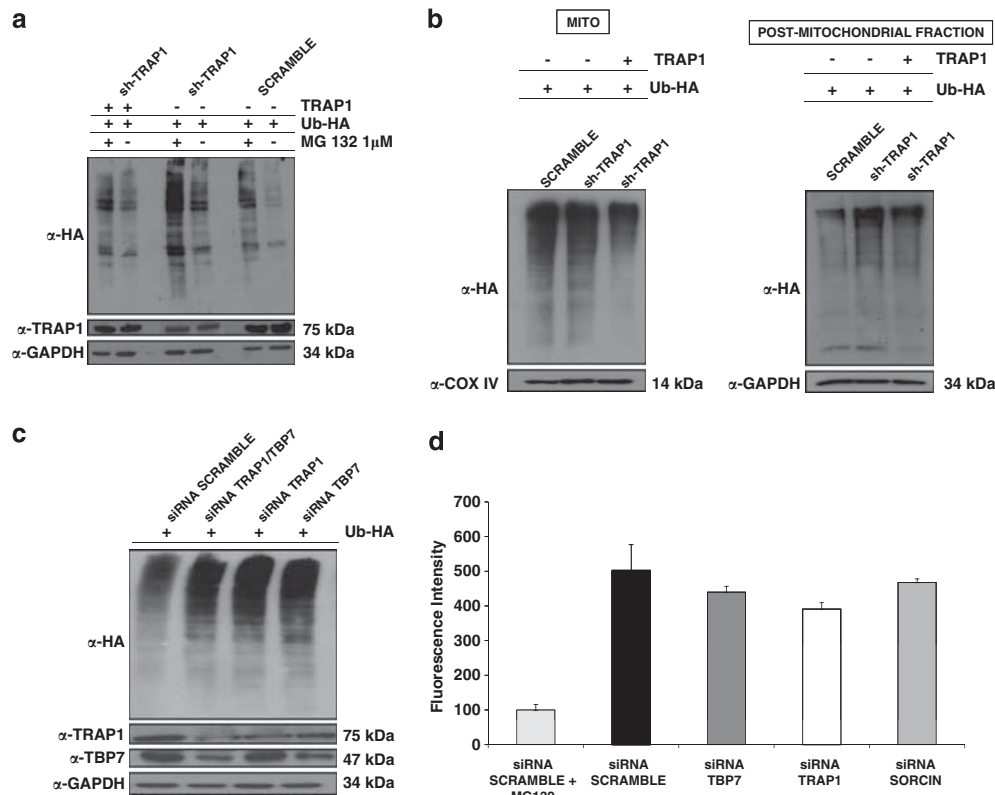 a
sh-TRAP1
sh-TRAP1
SCRAMBLE
+ + - - - - TRAP1
+ + + + + + Ub-HA
+ - + - + - MG 132 1µM
α-HA
α-TRAP1 75 kDa
α-GAPDH 34 kDa
b
MITO
- - + TRAP1
+ + + Ub-HA
SCRAMBLE
sh-TRAP1
sh-TRAP1
α-HA
α-COX IV 14 kDa
POST-MITOCHONDRIAL FRACTION
- - + TRAP1
+ + + Ub-HA
SCRAMBLE
sh-TRAP1
sh-TRAP1
α-HA
α-GAPDH 34 kDa
c
siRNA SCRAMBLE
siRNA TRAP1/TBP7
siRNA TRAP1
siRNA TBP7
+ + + + Ub-HA
α-HA
α-TRAP1 75 kDa
α-TBP7 47 kDa
α-GAPDH 34 kDa
d
Fluorescence Intensity
700
600
500
400
300
200
100
0
siRNA SCRAMBLE +
siRNA SCRAMBLE
siRNA TBP7
siRNA TRAP1
siRNA SORCIN